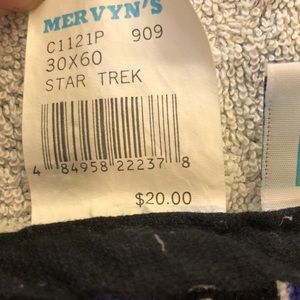 MERVYN'S
C1121P 909
30X60
STAR TREK
4 84958 22237 8
$20.00